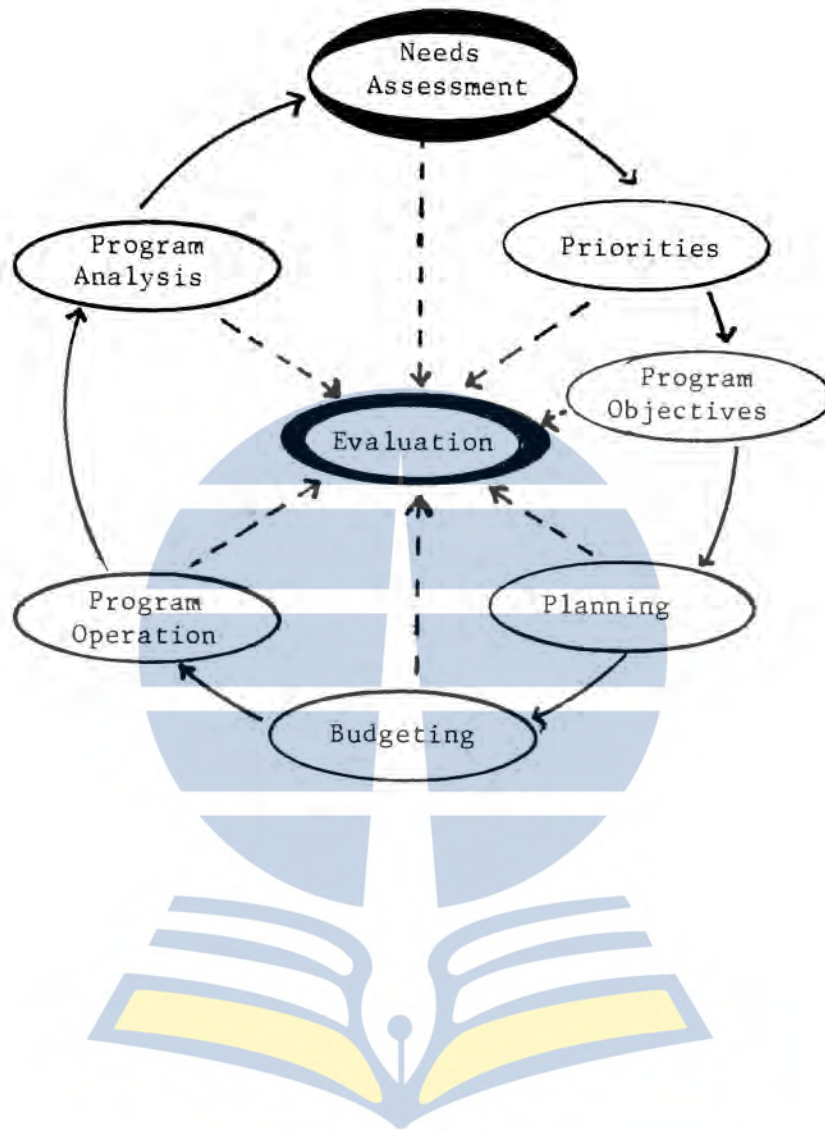 Needs
Assessment
Program
Analysis
Priorities
Program
Objectives
Evaluation
Program
Operation
Planning
Budgeting